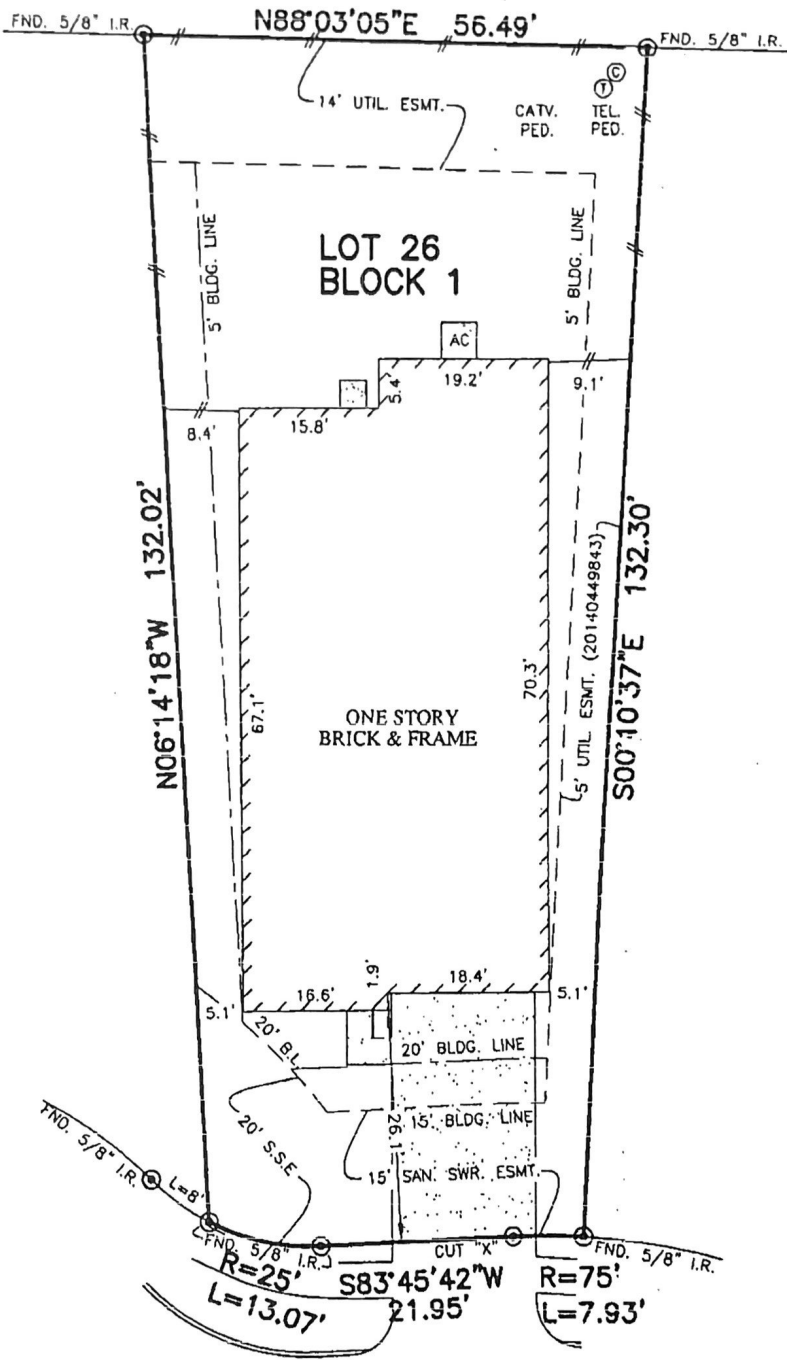 N88°03'05"E 56.49'
FND. 5/8" I.R.
FND. 5/8" I.R.
14' UTIL. ESMT.
CATV. PED.
TEL. PED.
C
T
5' BLDG. LINE
LOT 26
BLOCK 1
5' BLDG. LINE
AC
19.2'
5.4'
9.1'
15.8'
8.4'
N06°14'18"W 132.02'
S00°10'37"E 132.30'
5' UTIL ESMT. (20140449843)
67.1'
70.3'
ONE STORY
BRICK & FRAME
1.9'
18.4'
16.6'
5.1'
5.1'
20' B.L.
20' BLDG. LINE
15' BLDG. LINE
26.1'
20' S.S.E
15' SAN. SWR. ESMT.
FND. 5/8" I.R.
L=8'
FND. 5/8" I.R.
CUT "X"
FND. 5/8" I.R.
R=25'
L=13.07'
S83°45'42"W
21.95'
R=75'
L=7.93'